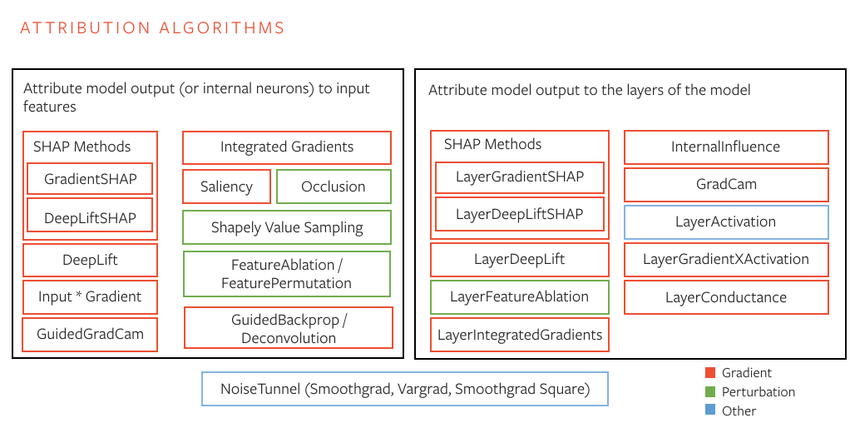 ATTRIBUTION ALGORITHMS
Attribute model output (or internal neurons) to input
features
SHAP Methods
GradientSHAP
DeepLiftSHAP
DeepLift
Input * Gradient
GuidedGradCam
Integrated Gradients
Saliency
Occlusion
Shapely Value Sampling
FeatureAblation /
FeaturePermutation
GuidedBackprop /
Deconvolution
Attribute model output to the layers of the model
SHAP Methods
LayerGradientSHAP
LayerDeepLiftSHAP
LayerDeepLift
LayerFeatureAblation
LayerIntegratedGradients
InternalInfluence
GradCam
LayerActivation
LayerGradientXActivation
LayerConductance
NoiseTunnel (Smoothgrad, Vargrad, Smoothgrad Square)
Gradient
Perturbation
Other